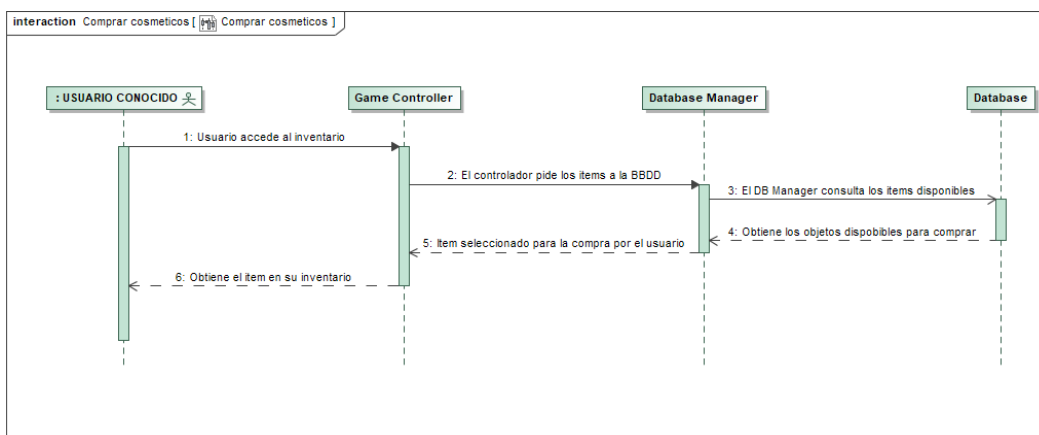 interaction Comprar cosmeticos [ Comprar cosmeticos ]
: USUARIO CONOCIDO
Game Controller
Database Manager
Database
1: Usuario accede al inventario
2: El controlador pide los items a la BBDD
3: El DB Manager consulta los items disponibles
4: Obtiene los objetos dispobibles para comprar
5: Item seleccionado para la compra por el usuario
6: Obtiene el item en su inventario